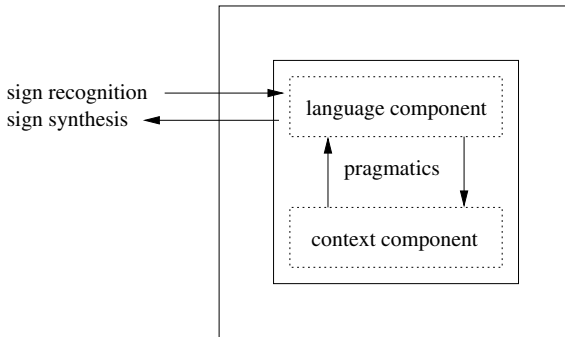 sign recognition
sign synthesis
language component
pragmatics
context component